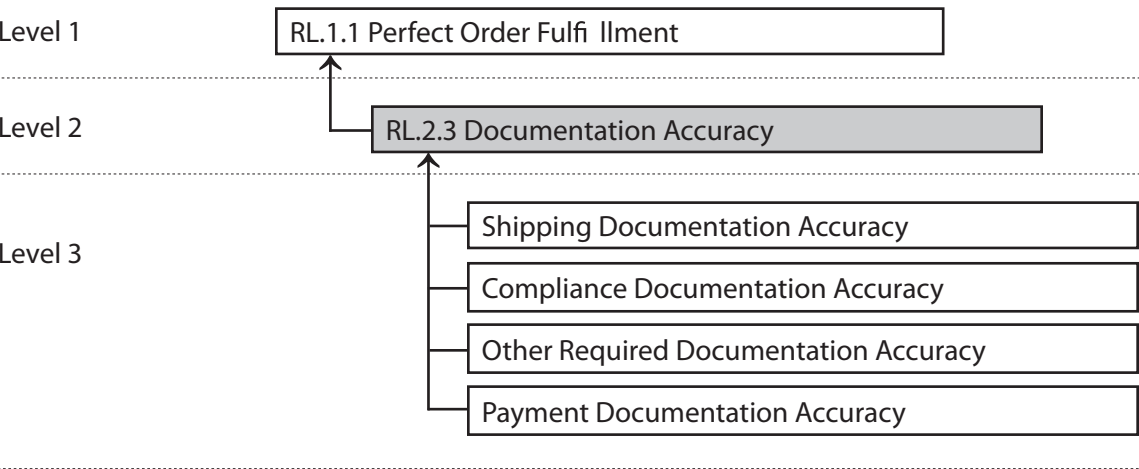 Level 1
RL.1.1 Perfect Order Fulfi llment
Level 2
RL.2.3 Documentation Accuracy
Level 3
Shipping Documentation Accuracy
Compliance Documentation Accuracy
Other Required Documentation Accuracy
Payment Documentation Accuracy